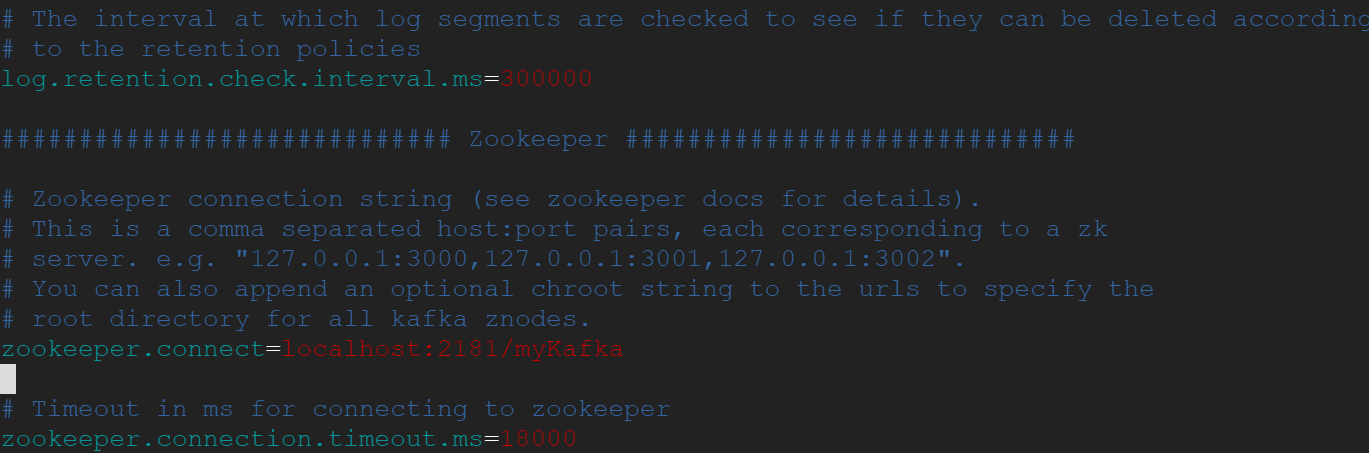 # The interval at which log segments are checked to see if they can be deleted according
# to the retention policies
log.retention.check.interval.ms=300000
############################# Zookeeper #############################
# Zookeeper connection string (see zookeeper docs for details).
# This is a comma separated host:port pairs, each corresponding to a zk
# server. e.g. "127.0.0.1:3000,127.0.0.1:3001,127.0.0.1:3002".
# You can also append an optional chroot string to the urls to specify the
# root directory for all kafka znodes.
zookeeper.connect=localhost:2181/myKafka
# Timeout in ms for connecting to zookeeper
zookeeper.connection.timeout.ms=18000